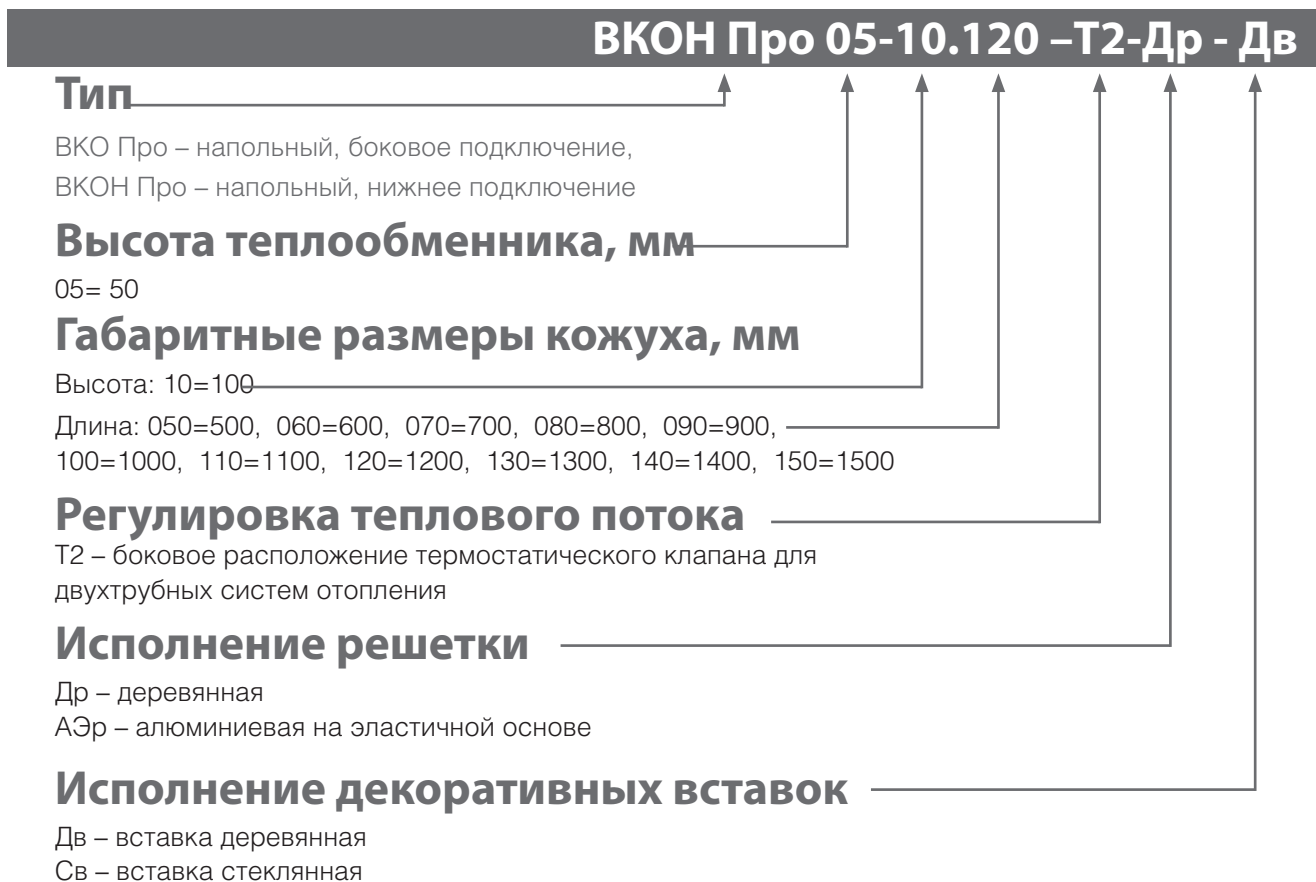 ВКОН Про 05-10.120 –Т2-Др - Дв
Тип
ВКО Про – напольный, боковое подключение,
ВКОН Про – напольный, нижнее подключение
Высота теплообменника, мм
05= 50
Габаритные размеры кожуха, мм
Высота: 10=100
Длина: 050=500, 060=600, 070=700, 080=800, 090=900,
100=1000, 110=1100, 120=1200, 130=1300, 140=1400, 150=1500
Регулировка теплового потока
Т2 – боковое расположение термостатического клапана для
двухтрубных систем отопления
Исполнение решетки
Др – деревянная
АЭр – алюминиевая на эластичной основе
Исполнение декоративных вставок
Дв – вставка деревянная
Св – вставка стеклянная